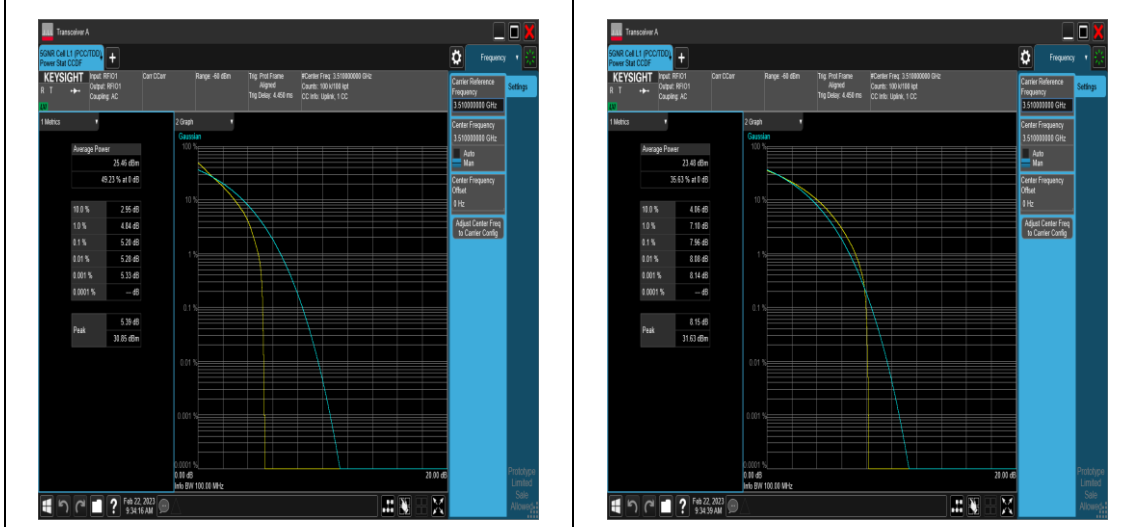 Transceiver A
5GNR Cell L1 (PCC/TDD)
Power Stat CCDF
+
Frequency
KEYSIGHT
R T
Input: RFIO1
Output: RFIO1
Coupling: AC
Corr CCorr
Range: -60 dBm
Trig: Prot Frame
Aligned
Trig Delay: 4.450 ms
#Center Freq: 3.510000000 GHz
Counts: 100 k/100 kpt
CC Info: Uplink, 1 CC
Carrier Reference
Frequency
3.510000000 GHz
Settings
Center Frequency
3.510000000 GHz
Auto
Man
Center Frequency
Offset
0 Hz
Adjust Center Freq
to Carrier Config
1 Metrics
2 Graph
Gaussian
Average Power
25.46 dBm
49.23 % at 0 dB
10.0 % 2.95 dB
1.0 % 4.84 dB
0.1 % 5.20 dB
0.01 % 5.28 dB
0.001 % 5.33 dB
0.0001 % --- dB
Peak
5.39 dB
30.85 dBm
100 %
10 %
1 %
0.1 %
0.01 %
0.001 %
0.0001 %
0.00 dB
20.00 dB
Info BW 100.00 MHz
Prototype
Limited
Sale
Allowed
?
Feb 22, 2023
9:34:16 AM
Transceiver A
5GNR Cell L1 (PCC/TDD)
Power Stat CCDF
+
Frequency
KEYSIGHT
R T
Input: RFIO1
Output: RFIO1
Coupling: AC
Corr CCorr
Range: -60 dBm
Trig: Prot Frame
Aligned
Trig Delay: 4.450 ms
#Center Freq: 3.510000000 GHz
Counts: 100 k/100 kpt
CC Info: Uplink, 1 CC
Carrier Reference
Frequency
3.510000000 GHz
Settings
Center Frequency
3.510000000 GHz
Auto
Man
Center Frequency
Offset
0 Hz
Adjust Center Freq
to Carrier Config
1 Metrics
2 Graph
Gaussian
Average Power
23.48 dBm
35.63 % at 0 dB
10.0 % 4.06 dB
1.0 % 7.10 dB
0.1 % 7.96 dB
0.01 % 8.08 dB
0.001 % 8.14 dB
0.0001 % --- dB
Peak
8.15 dB
31.63 dBm
100 %
10 %
1 %
0.1 %
0.01 %
0.001 %
0.0001 %
0.00 dB
20.00 dB
Info BW 100.00 MHz
Prototype
Limited
Sale
Allowed
?
Feb 22, 2023
9:34:39 AM